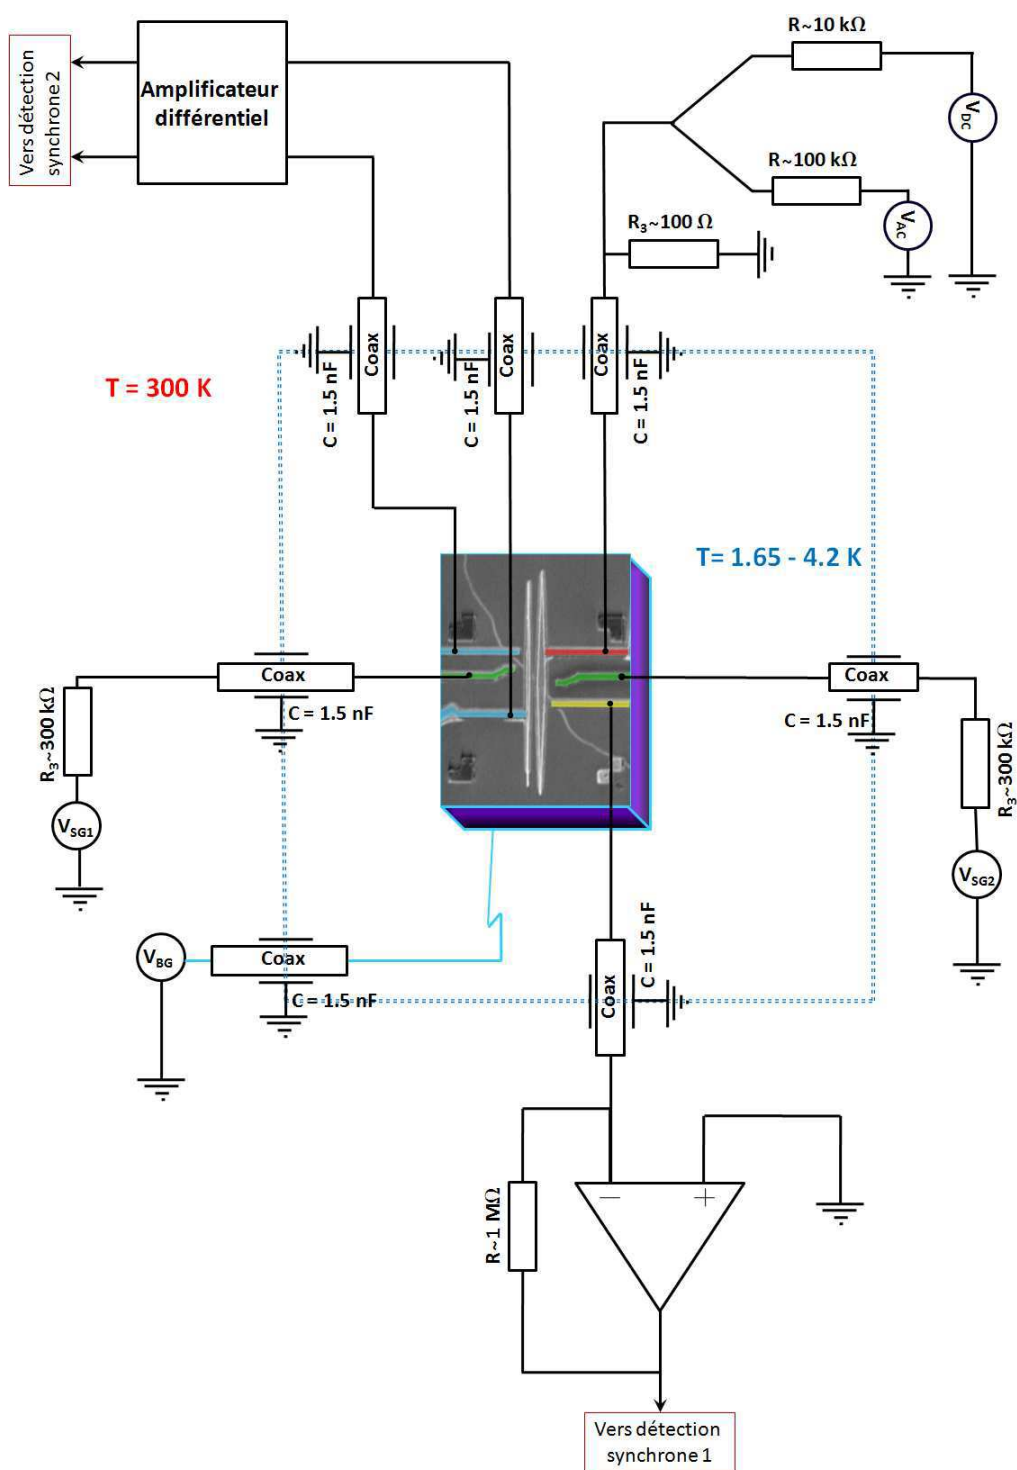 R~10 kΩ
Vers détection
synchrone 2
Amplificateur
différentiel
V_DC
R~100 kΩ
V_AC
R₃~100 Ω
Coax
C = 1.5 nF
Coax
C = 1.5 nF
Coax
C = 1.5 nF
T = 300 K
T= 1.65 - 4.2 K
Coax
C = 1.5 nF
R₃~300 kΩ
V_SG1
Coax
C = 1.5 nF
R₃~300 kΩ
V_SG2
V_BG
Coax
C = 1.5 nF
Coax
C = 1.5 nF
R~1 MΩ
− +
Vers détection
synchrone 1